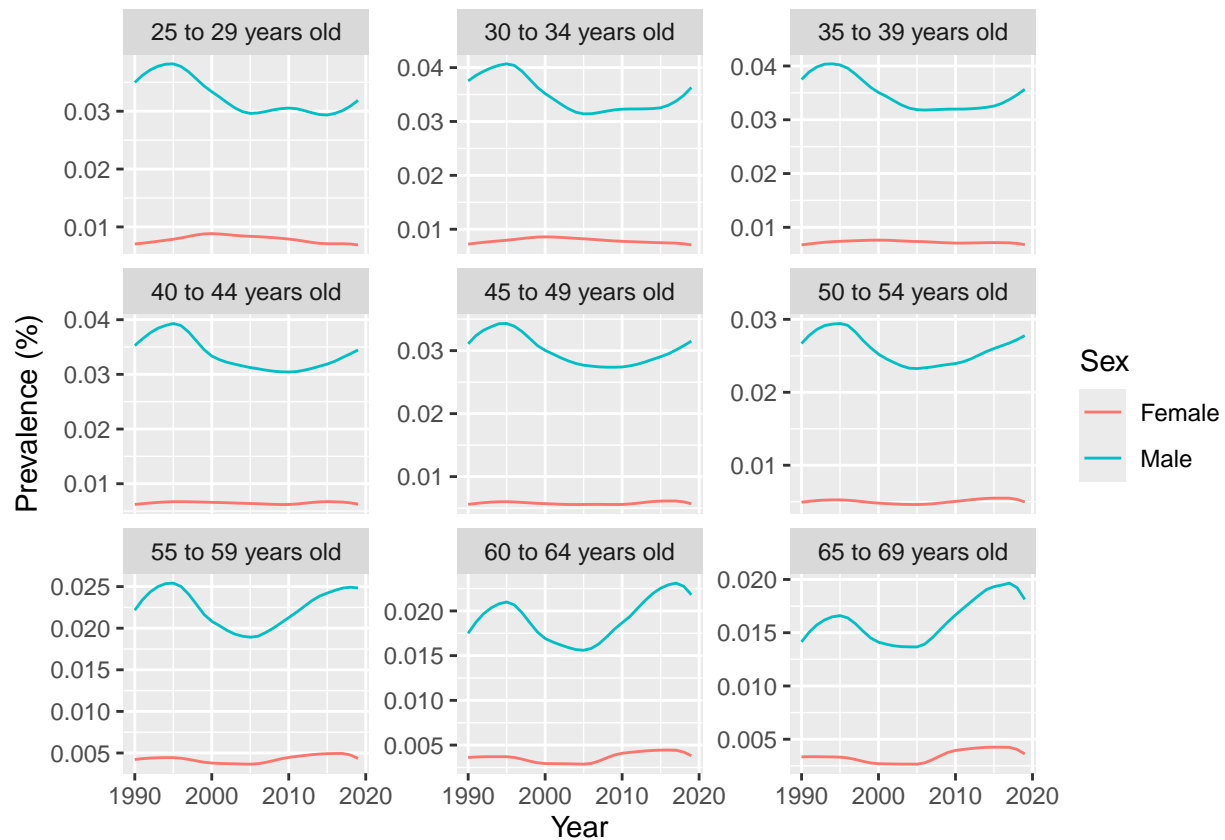 25 to 29 years old
30 to 34 years old
35 to 39 years old
0.03
0.02
0.01
0.04
0.03
0.02
0.01
0.04
0.03
0.02
0.01
40 to 44 years old
45 to 49 years old
50 to 54 years old
0.04
0.03
0.02
0.01
0.03
0.02
0.01
0.03
0.02
0.01
55 to 59 years old
60 to 64 years old
65 to 69 years old
0.025
0.020
0.015
0.010
0.005
0.020
0.015
0.010
0.005
0.020
0.015
0.010
0.005
1990 2000 2010 2020
1990 2000 2010 2020
1990 2000 2010 2020
Year
Prevalence (%)
Sex
Female
Male